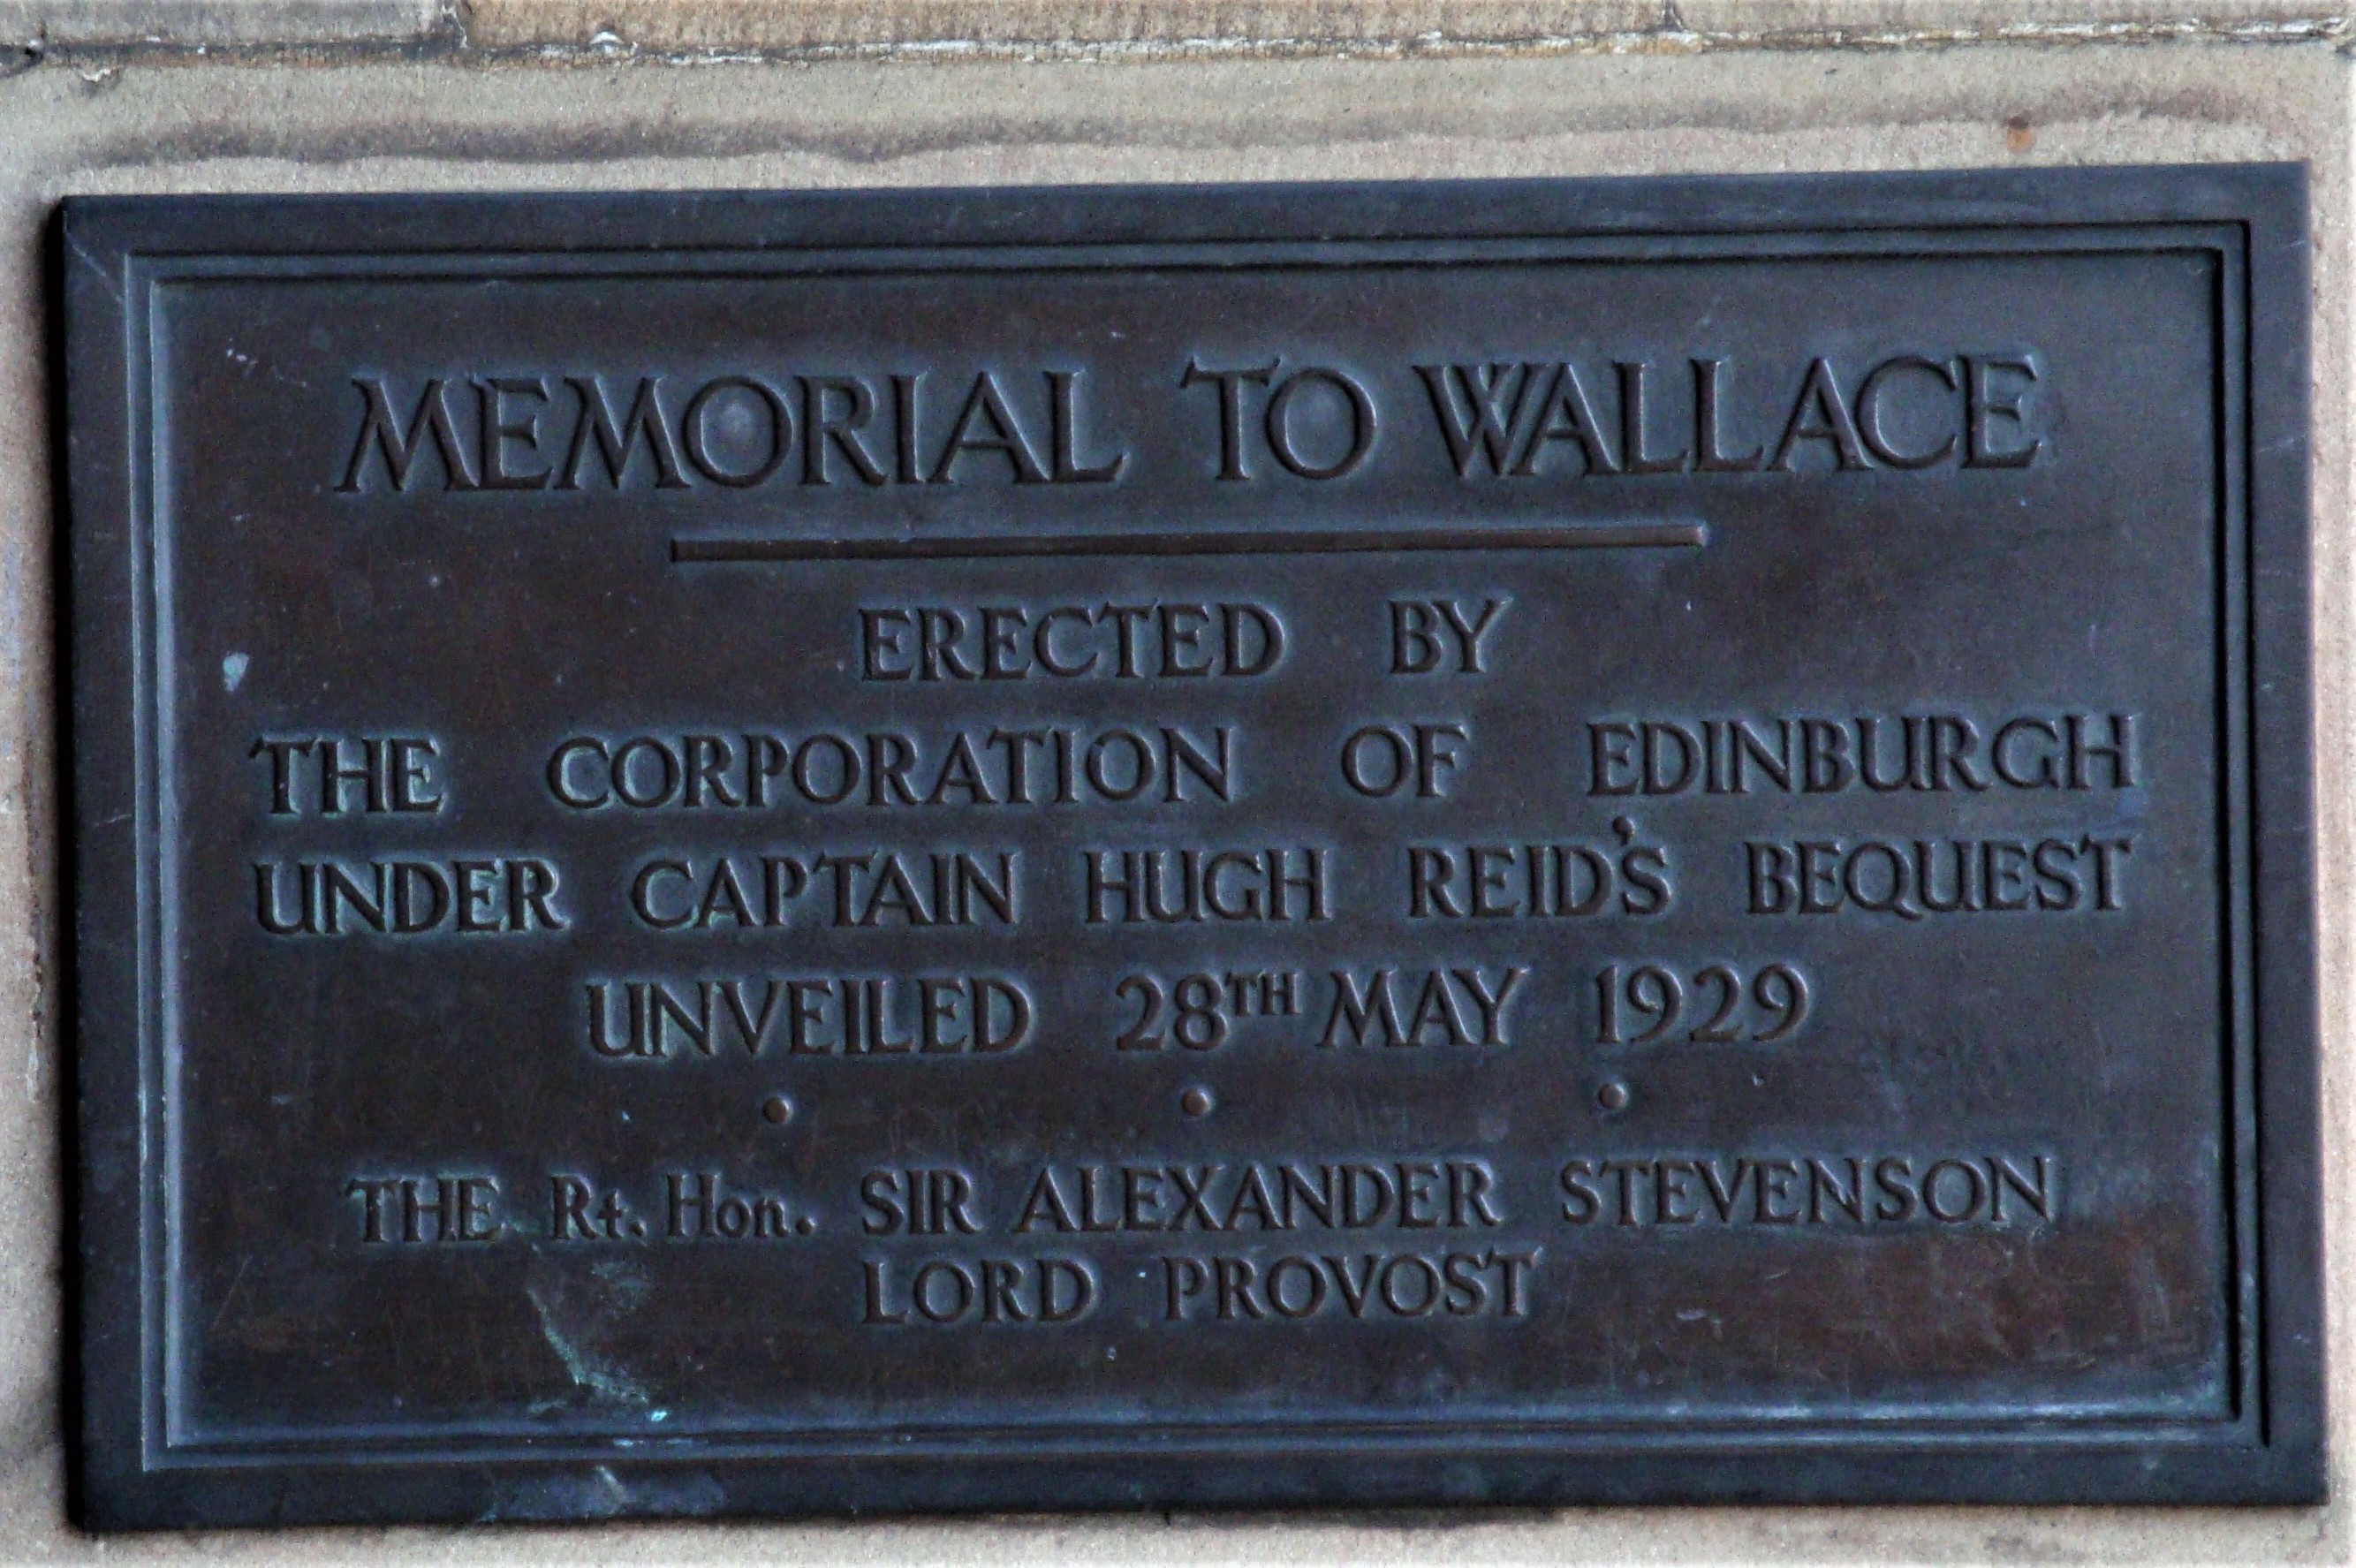 MEMORIAL TO WALLACE
ERECTED BY
THE CORPORATION OF EDINBURGH
UNDER CAPTAIN HUGH REID'S BEQUEST
UNVEILED 28TH MAY 1929
THE Rt. Hon. SIR ALEXANDER STEVENSON
LORD PROVOST